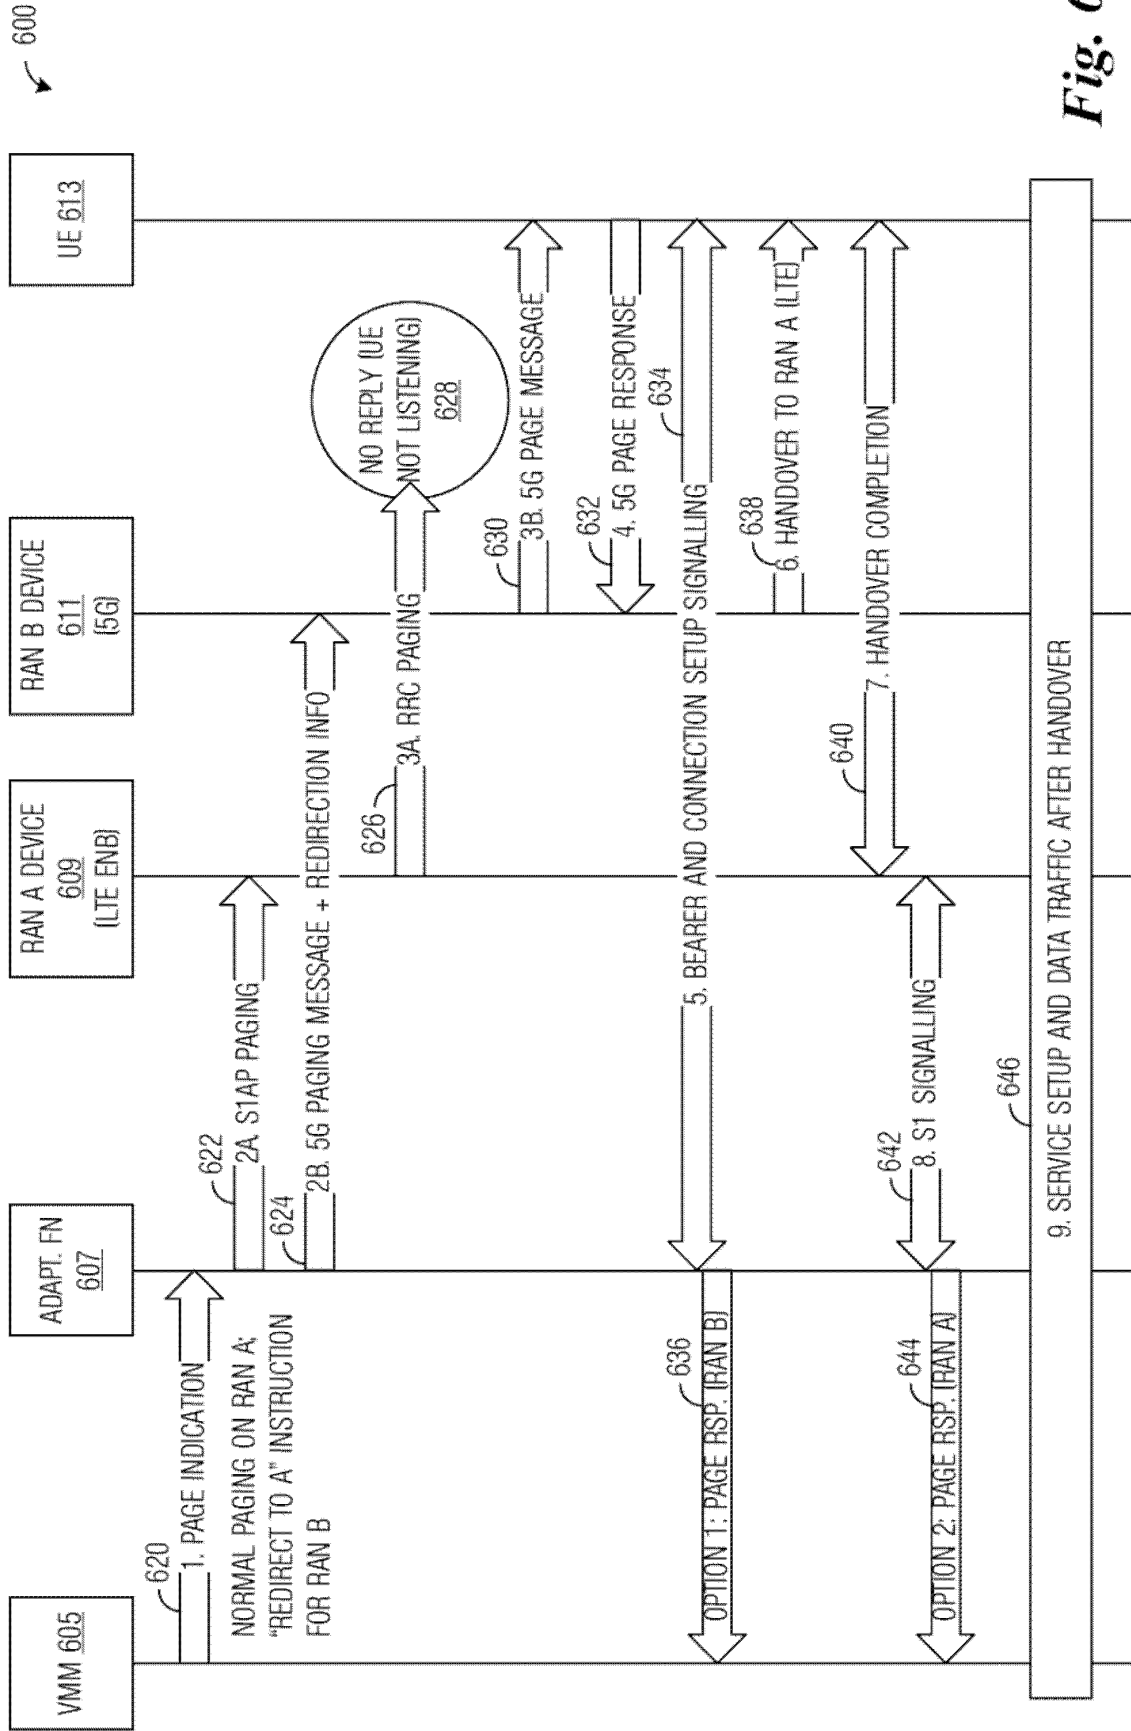 600
VMM 605
ADAPT. FN
607
RAN A DEVICE
609
(LTE ENB)
RAN B DEVICE
611
(5G)
UE 613
620
1. PAGE INDICATION
NORMAL PAGING ON RAN A;
"REDIRECT TO A" INSTRUCTION
FOR RAN B
622
2A. S1AP PAGING
624
2B. 5G PAGING MESSAGE + REDIRECTION INFO
626
3A. RRC PAGING
NO REPLY (UE
NOT LISTENING)
628
630
3B. 5G PAGE MESSAGE
632
4. 5G PAGE RESPONSE
634
5. BEARER AND CONNECTION SETUP SIGNALLING
636
OPTION 1: PAGE RSP. (RAN B)
638
6. HANDOVER TO RAN A (LTE)
640
7. HANDOVER COMPLETION
642
8. S1 SIGNALLING
644
OPTION 2: PAGE RSP. (RAN A)
646
9. SERVICE SETUP AND DATA TRAFFIC AFTER HANDOVER
Fig.